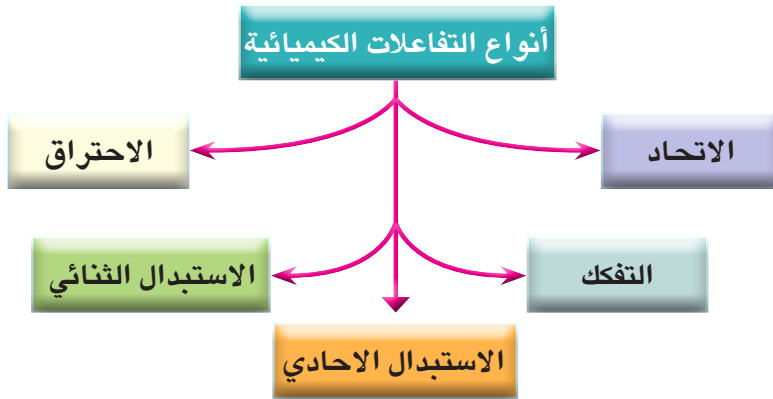 أنواع التفاعلات الكيميائية
الاتحاد
الاحتراق
التفكك
الاستبدال الثنائي
الاستبدال الاحادي